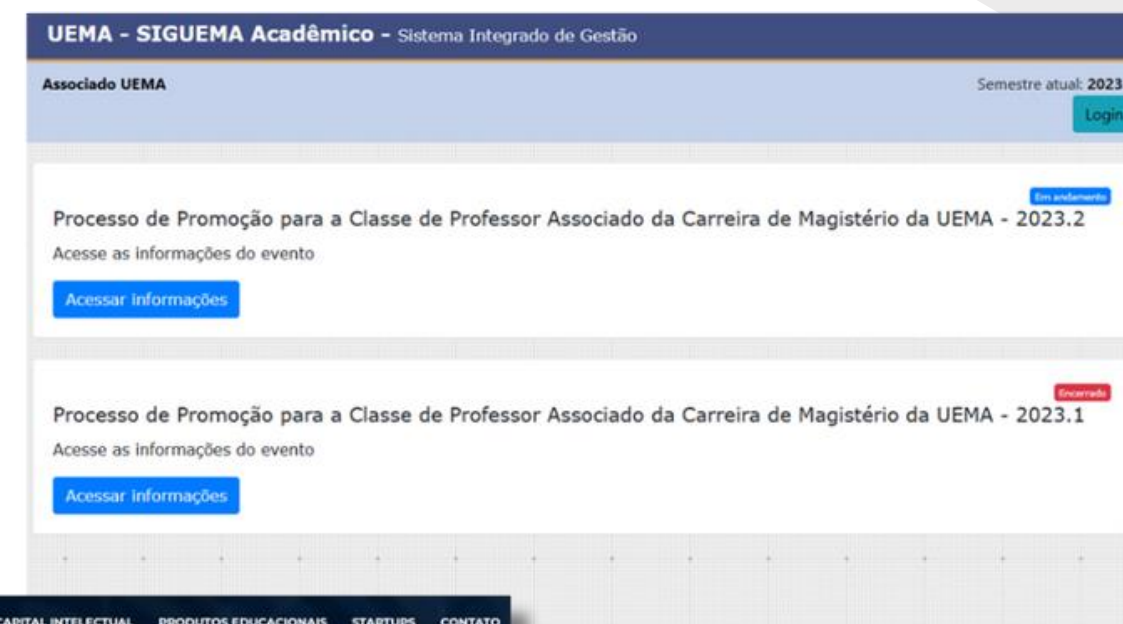 UEMA - SIGUEMA Acadêmico - Sistema Integrado de Gestão
Associado UEMA
Semestre atual: 2023
Login
Em andamento
Processo de Promoção para a Classe de Professor Associado da Carreira de Magistério da UEMA - 2023.2
Acesse as informações do evento
Acessar informações
Encerrado
Processo de Promoção para a Classe de Professor Associado da Carreira de Magistério da UEMA - 2023.1
Acesse as informações do evento
Acessar informações
CAPITAL INTELECTUAL PRODUTOS EDUCACIONAIS STARTUPS CONTATO